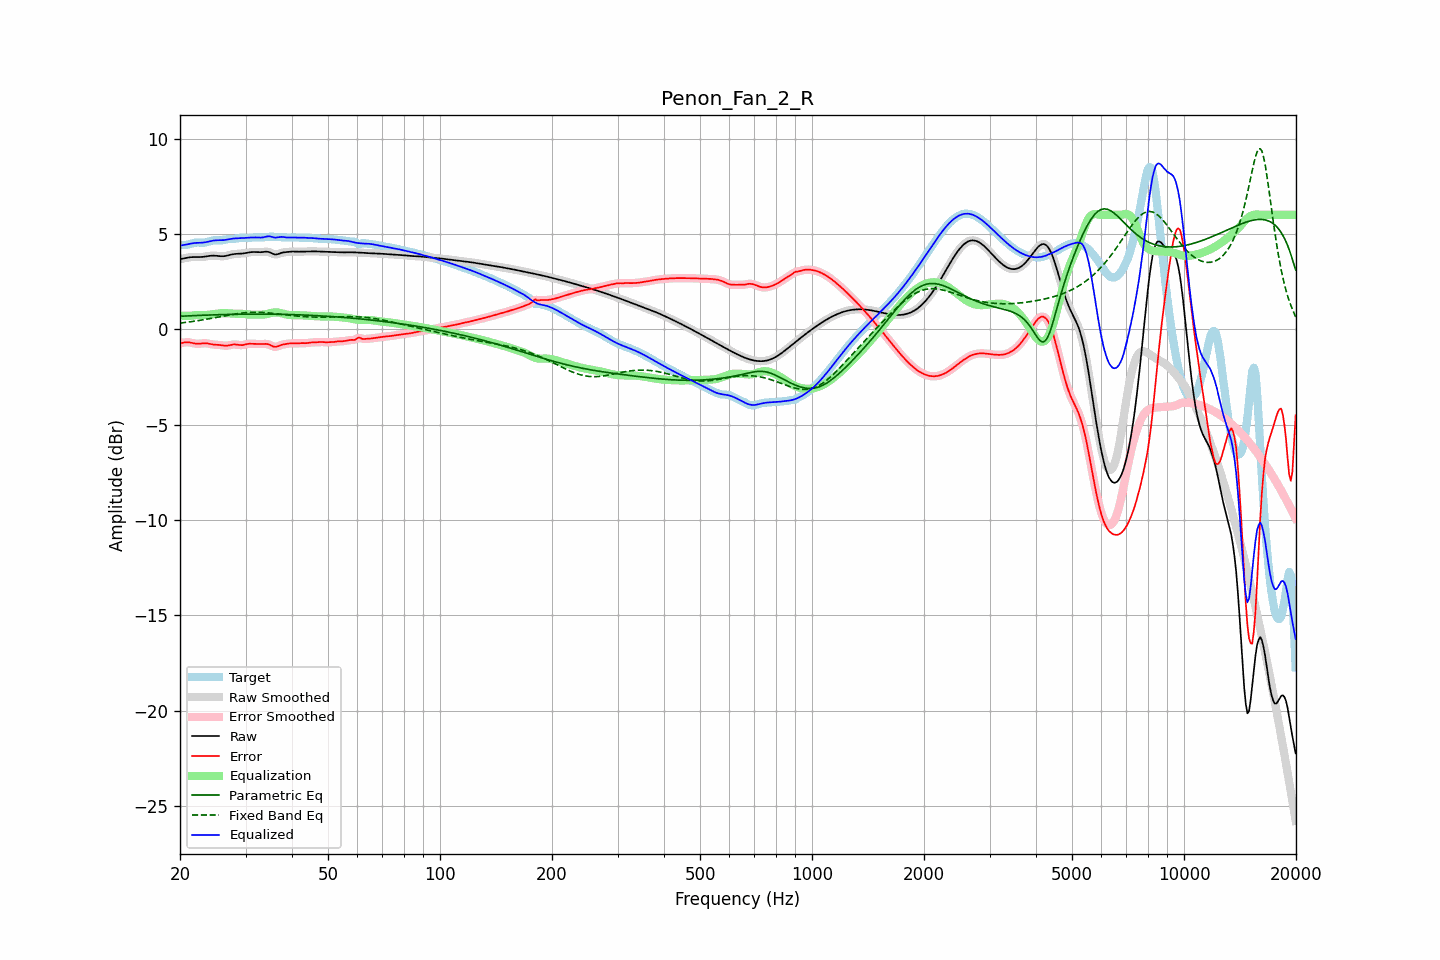 Penon_Fan_2_R
Amplitude (dBr)
10
5
0
−5
−10
−15
−20
−25
Target
Raw Smoothed
Error Smoothed
Raw
Error
Equalization
Parametric Eq
Fixed Band Eq
Equalized
20 50 100 200 500 1000 2000 5000 10000 20000
Frequency (Hz)